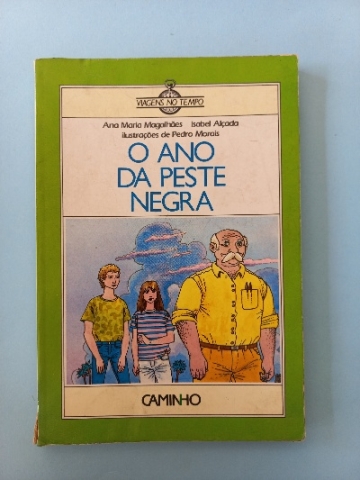 VIAGENS NO TEMPO
Ana Maria Magalhães Isabel Alçada
ilustrações de Pedro Morais
O ANO
DA PESTE
NEGRA
CAMINHO